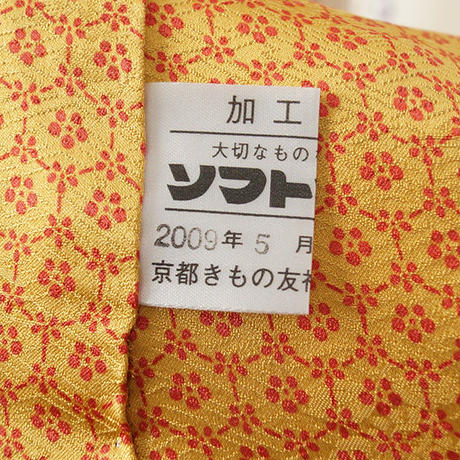 加工
大切なもの
ソフト
2009年 5 月
京都きもの友